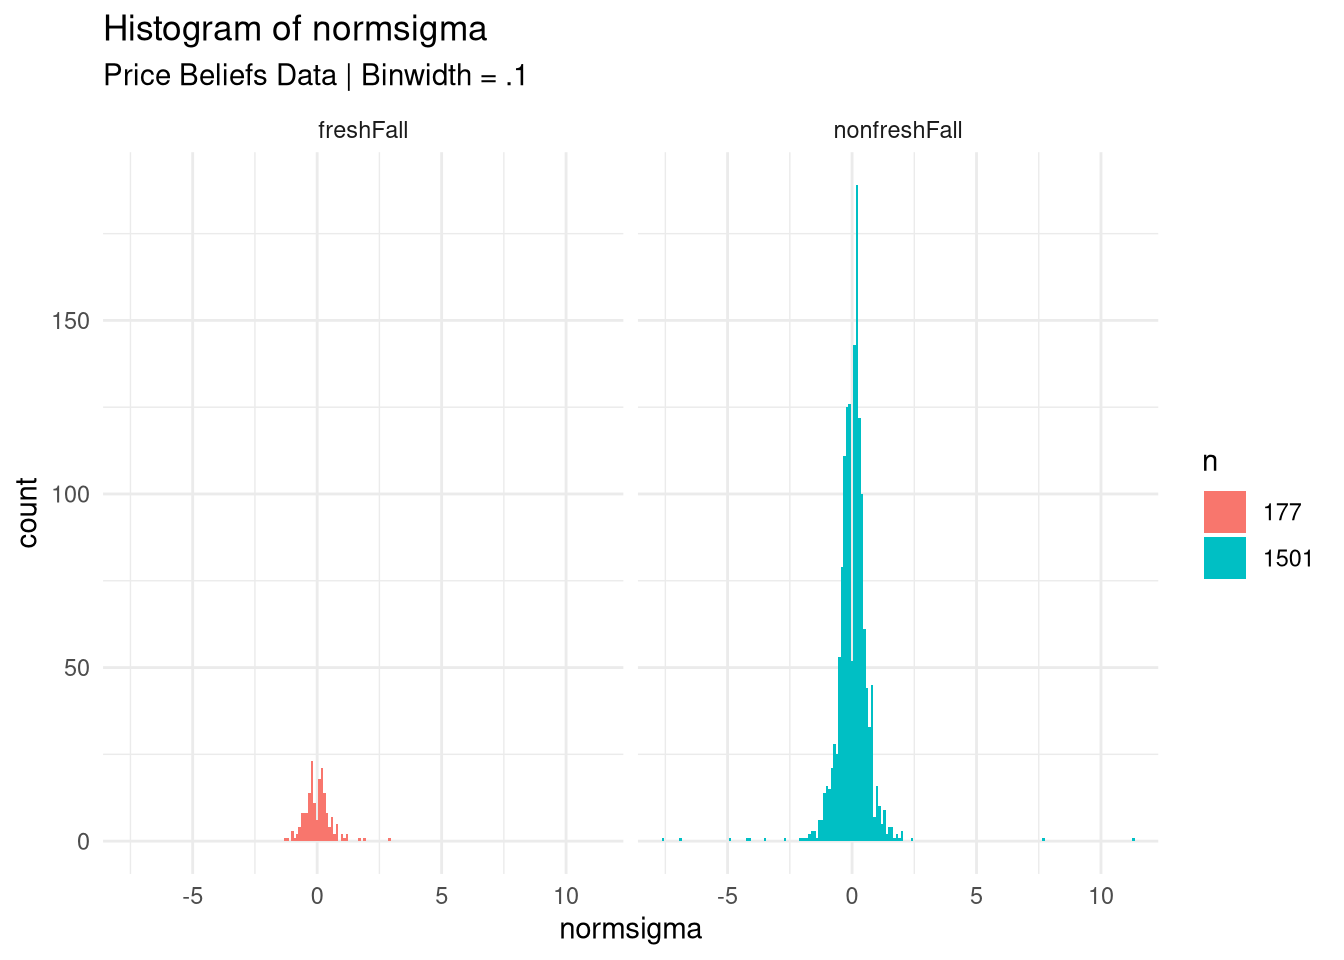 Histogram of normsigma
Price Beliefs Data | Binwidth = .1
freshFall
nonfreshFall
count
150
100
50
0
-5 0 5 10
-5 0 5 10
normsigma
n
177
1501